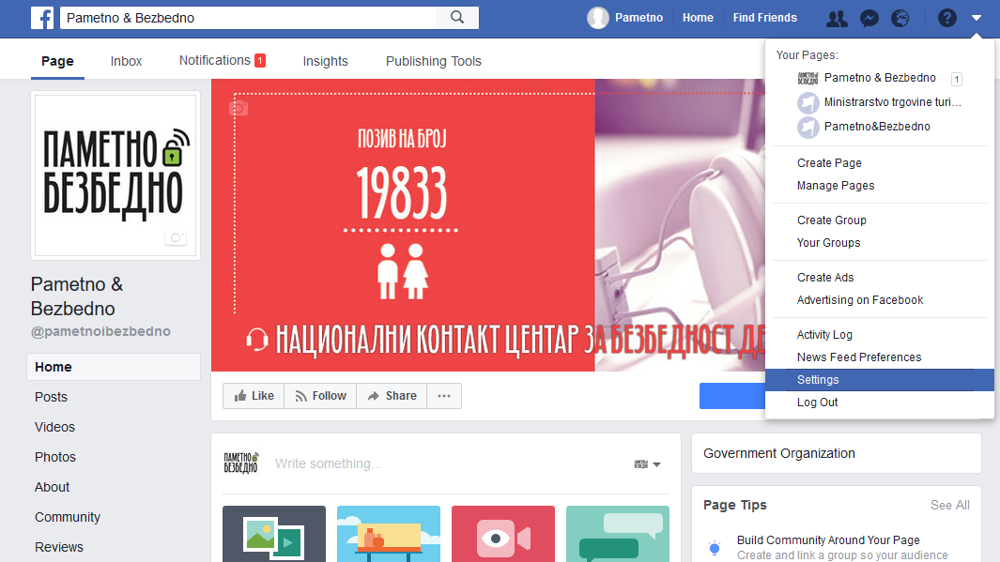 Pametno & Bezbedno
Pametno
Home
Find Friends
Page
Inbox
Notifications 1
Insights
Publishing Tools
Your Pages:
Pametno & Bezbedno 1
Ministrarstvo trgovine turi...
Pametno&Bezbedno
Create Page
Manage Pages
Create Group
Your Groups
Create Ads
Advertising on Facebook
Activity Log
News Feed Preferences
Settings
Log Out
ПАМЕТНО
БЕЗБЕДНО
Pametno &
Bezbedno
@pametnoibezbedno
Home
Posts
Videos
Photos
About
Community
Reviews
ПОЗИВ НА БРОЈ
19833
НАЦИОНАЛНИ КОНТАКТ ЦЕНТАР ЗА БЕЗБЕДНОСТ ДЕ
Like
Follow
Share
ПАМЕТНО
БЕЗБЕДНО
Write something...
Government Organization
Page Tips
See All
Build Community Around Your Page
Create and link a group so your audience